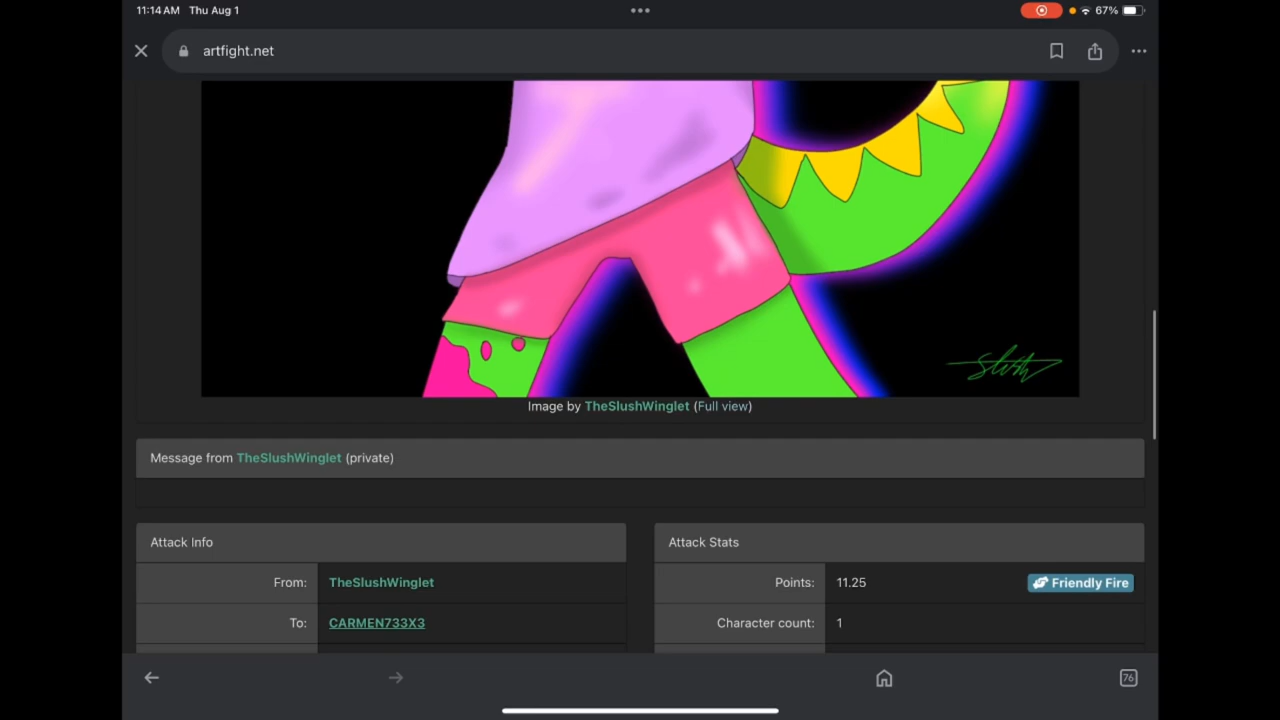 11:14 AM Thu Aug 1
67%
artfight.net
Slush
Image by TheSlushWinglet (Full view)
Message from TheSlushWinglet (private)
Attack Info
From: TheSlushWinglet
To: CARMEN733X3
Attack Stats
Points: 11.25 Friendly Fire
Character count: 1
76